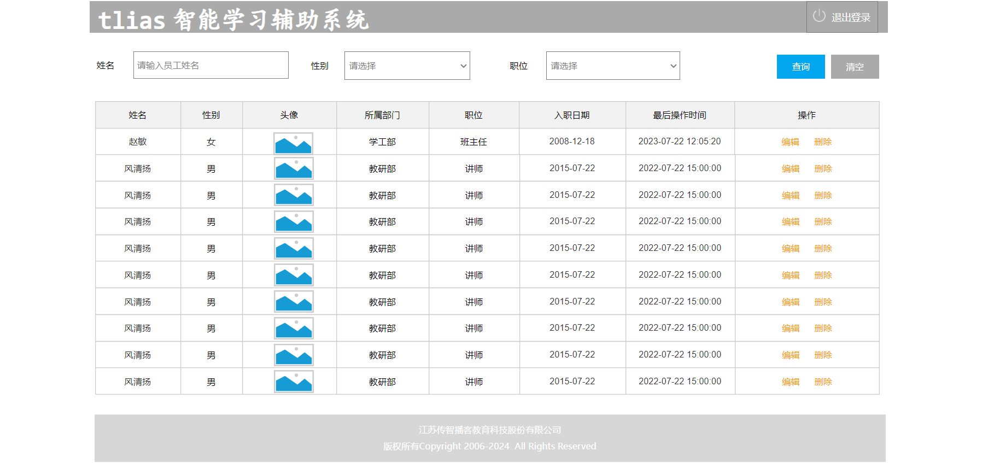 tlias 智能学习辅助系统 退出登录
姓名 请输入员工姓名 性别 请选择 职位 请选择 查询 清空
姓名 性别 头像 所属部门 职位 入职日期 最后操作时间 操作
赵敏 女 学工部 班主任 2008-12-18 2023-07-22 12:05:20 编辑 删除
风清扬 男 教研部 讲师 2015-07-22 2022-07-22 15:00:00 编辑 删除
风清扬 男 教研部 讲师 2015-07-22 2022-07-22 15:00:00 编辑 删除
风清扬 男 教研部 讲师 2015-07-22 2022-07-22 15:00:00 编辑 删除
风清扬 男 教研部 讲师 2015-07-22 2022-07-22 15:00:00 编辑 删除
风清扬 男 教研部 讲师 2015-07-22 2022-07-22 15:00:00 编辑 删除
风清扬 男 教研部 讲师 2015-07-22 2022-07-22 15:00:00 编辑 删除
风清扬 男 教研部 讲师 2015-07-22 2022-07-22 15:00:00 编辑 删除
风清扬 男 教研部 讲师 2015-07-22 2022-07-22 15:00:00 编辑 删除
风清扬 男 教研部 讲师 2015-07-22 2022-07-22 15:00:00 编辑 删除
江苏传智播客教育科技股份有限公司
版权所有Copyright 2006-2024 All Rights Reserved